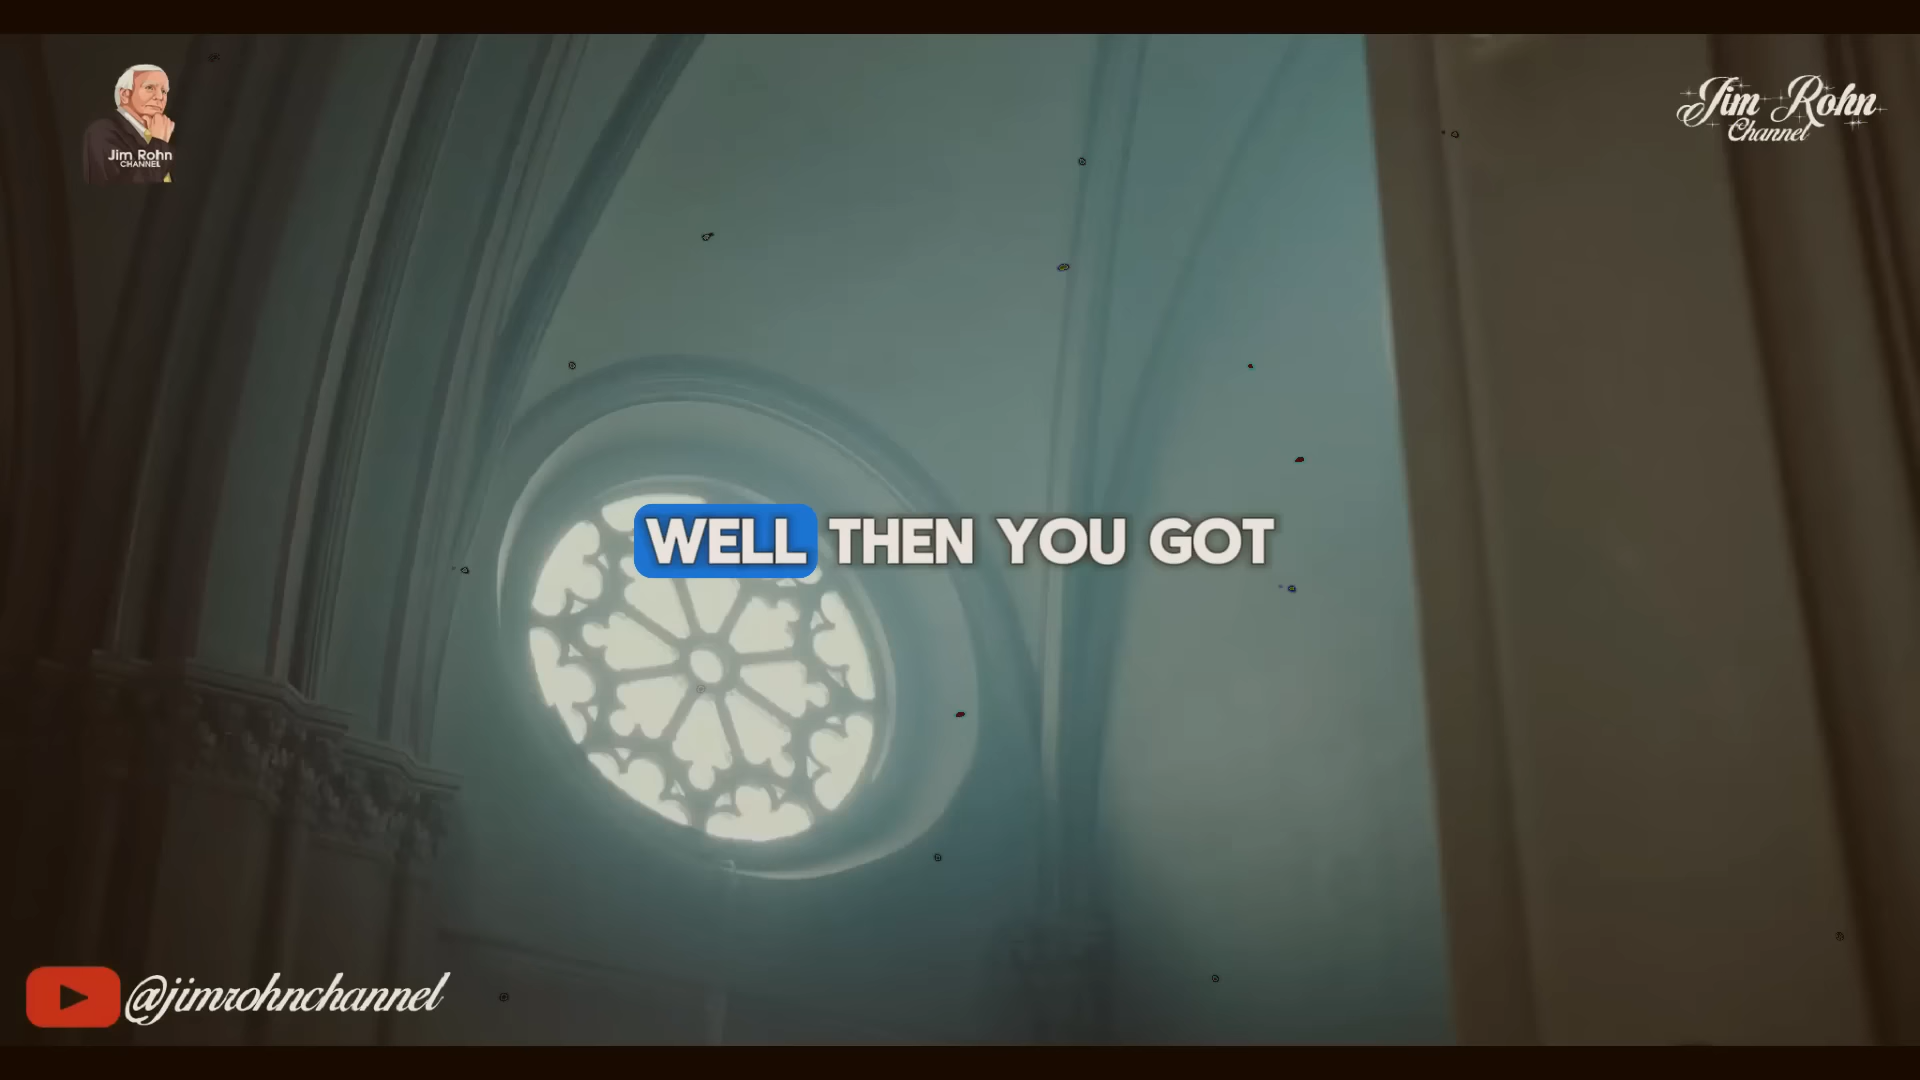 Jim Rohn
CHANNEL
Jim Rohn
Channel
WELL THEN YOU GOT
@jimrohnchannel